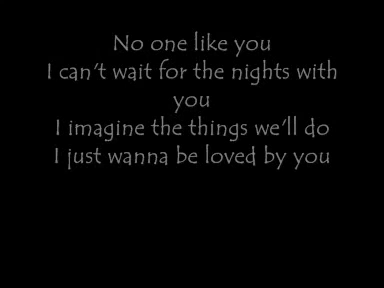 No one like you
I can't wait for the nights with
you
I imagine the things we'll do
I just wanna be loved by you